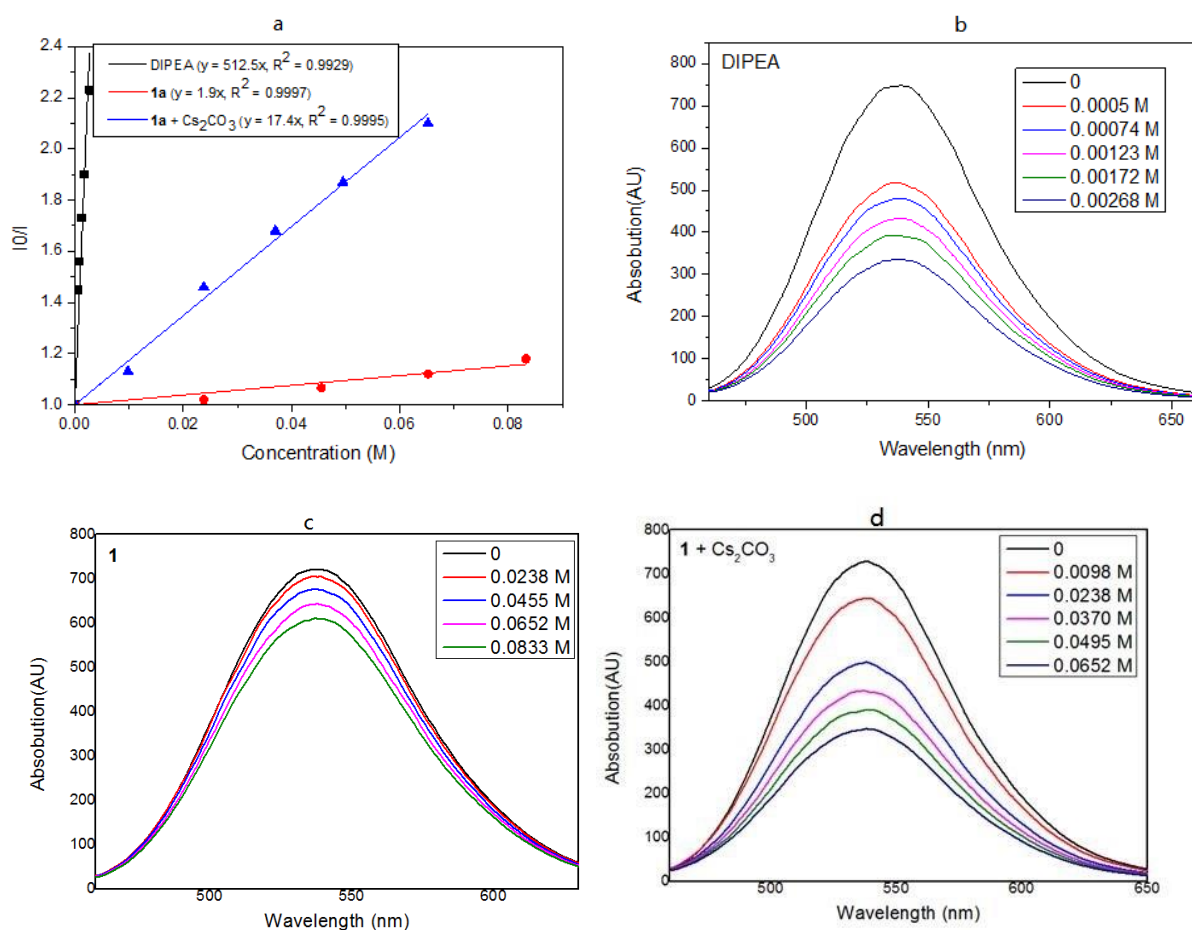 a
2.4
2.2
2.0
1.8
1.6
1.4
1.2
1.0
I0/I
DIPEA (y = 512.5x, R² = 0.9929)
1a (y = 1.9x, R² = 0.9997)
1a + Cs₂CO₃ (y = 17.4x, R² = 0.9995)
0.00 0.02 0.04 0.06 0.08
Concentration (M)
b
DIPEA
800
700
600
500
400
300
200
100
0
Absobution(AU)
0
0.0005 M
0.00074 M
0.00123 M
0.00172 M
0.00268 M
500 550 600 650
Wavelength (nm)
c
1
800
700
600
500
400
300
200
100
0
Absobution(AU)
0
0.0238 M
0.0455 M
0.0652 M
0.0833 M
500 550 600
Wavelength (nm)
d
1 + Cs₂CO₃
800
700
600
500
400
300
200
100
0
Absobution(AU)
0
0.0098 M
0.0238 M
0.0370 M
0.0495 M
0.0652 M
500 550 600 650
Wavelength (nm)